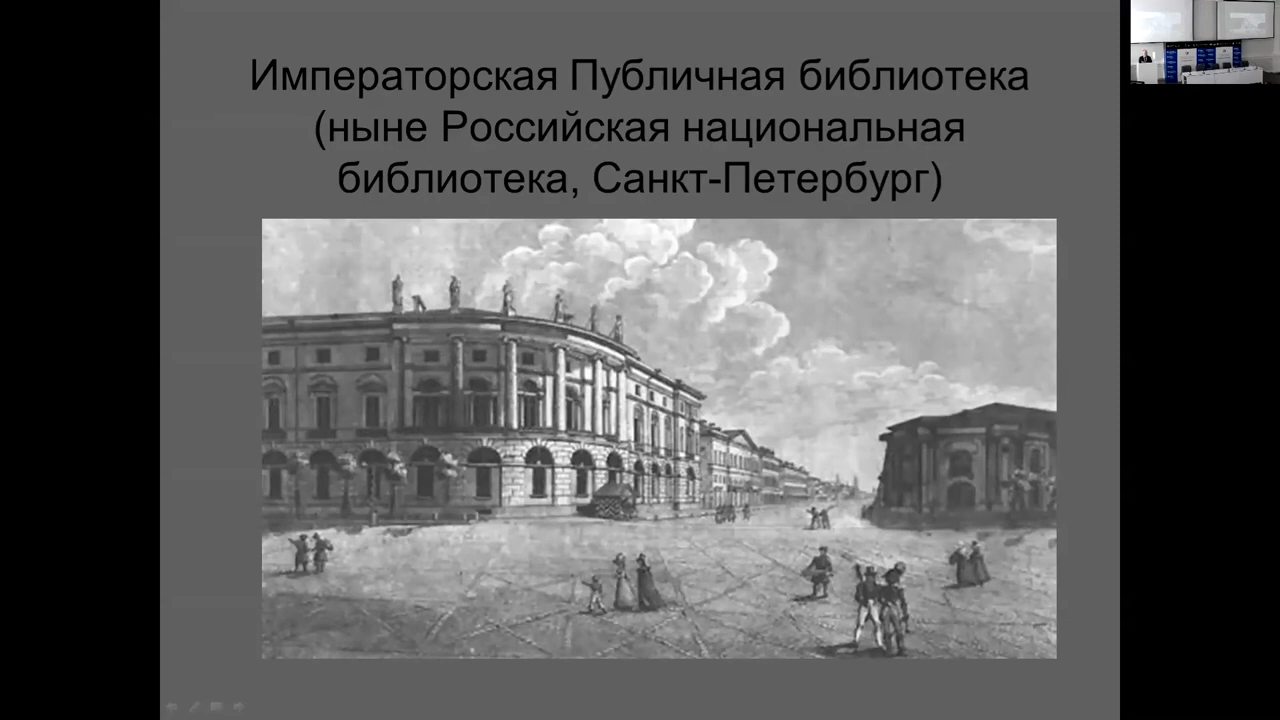 Императорская Публичная библиотека
(ныне Российская национальная
библиотека, Санкт-Петербург)